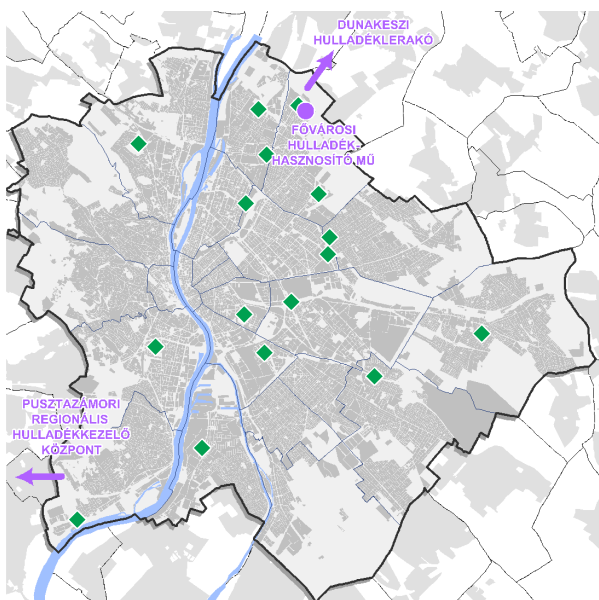 DUNAKESZI
HULLADÉKLERAKÓ
FŐVÁROSI
HULLADÉK-
HASZNOSÍTÓ MŰ
PUSZTAZÁMORI
REGIONÁLIS
HULLADÉKKEZELŐ
KÖZPONT